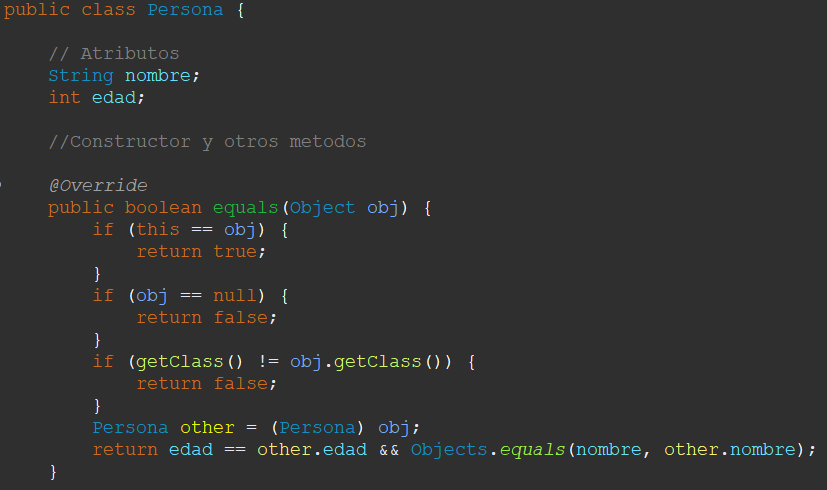 public class Persona {
// Atributos
String nombre;
int edad;
//Constructor y otros metodos
@Override
public boolean equals(Object obj) {
if (this == obj) {
return true;
}
if (obj == null) {
return false;
}
if (getClass() != obj.getClass()) {
return false;
}
Persona other = (Persona) obj;
return edad == other.edad && Objects.equals(nombre, other.nombre);
}